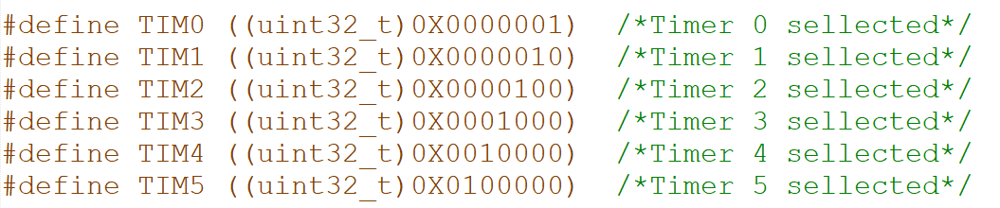 #define TIM0 ((uint32_t)0X0000001)  /*Timer 0 sellected*/
#define TIM1 ((uint32_t)0X0000010)  /*Timer 1 sellected*/
#define TIM2 ((uint32_t)0X0000100)  /*Timer 2 sellected*/
#define TIM3 ((uint32_t)0X0001000)  /*Timer 3 sellected*/
#define TIM4 ((uint32_t)0X0010000)  /*Timer 4 sellected*/
#define TIM5 ((uint32_t)0X0100000)  /*Timer 5 sellected*/